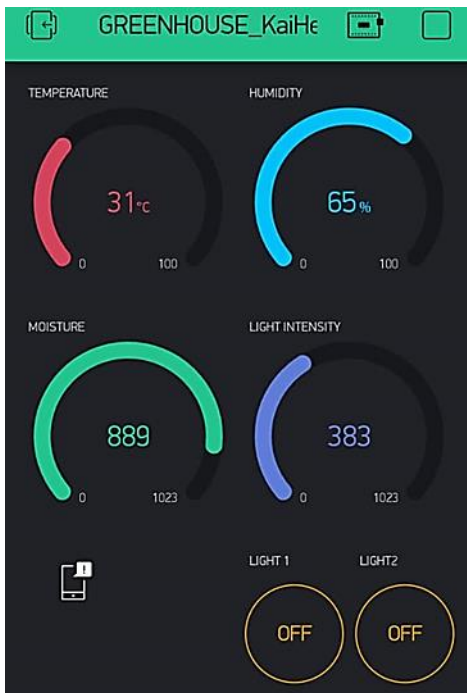 GREENHOUSE_KaiHe
TEMPERATURE HUMIDITY
31°C 65%
0 100 0 100
MOISTURE LIGHT INTENSITY
889 383
0 1023 0 1023
!
LIGHT 1 LIGHT2
OFF OFF